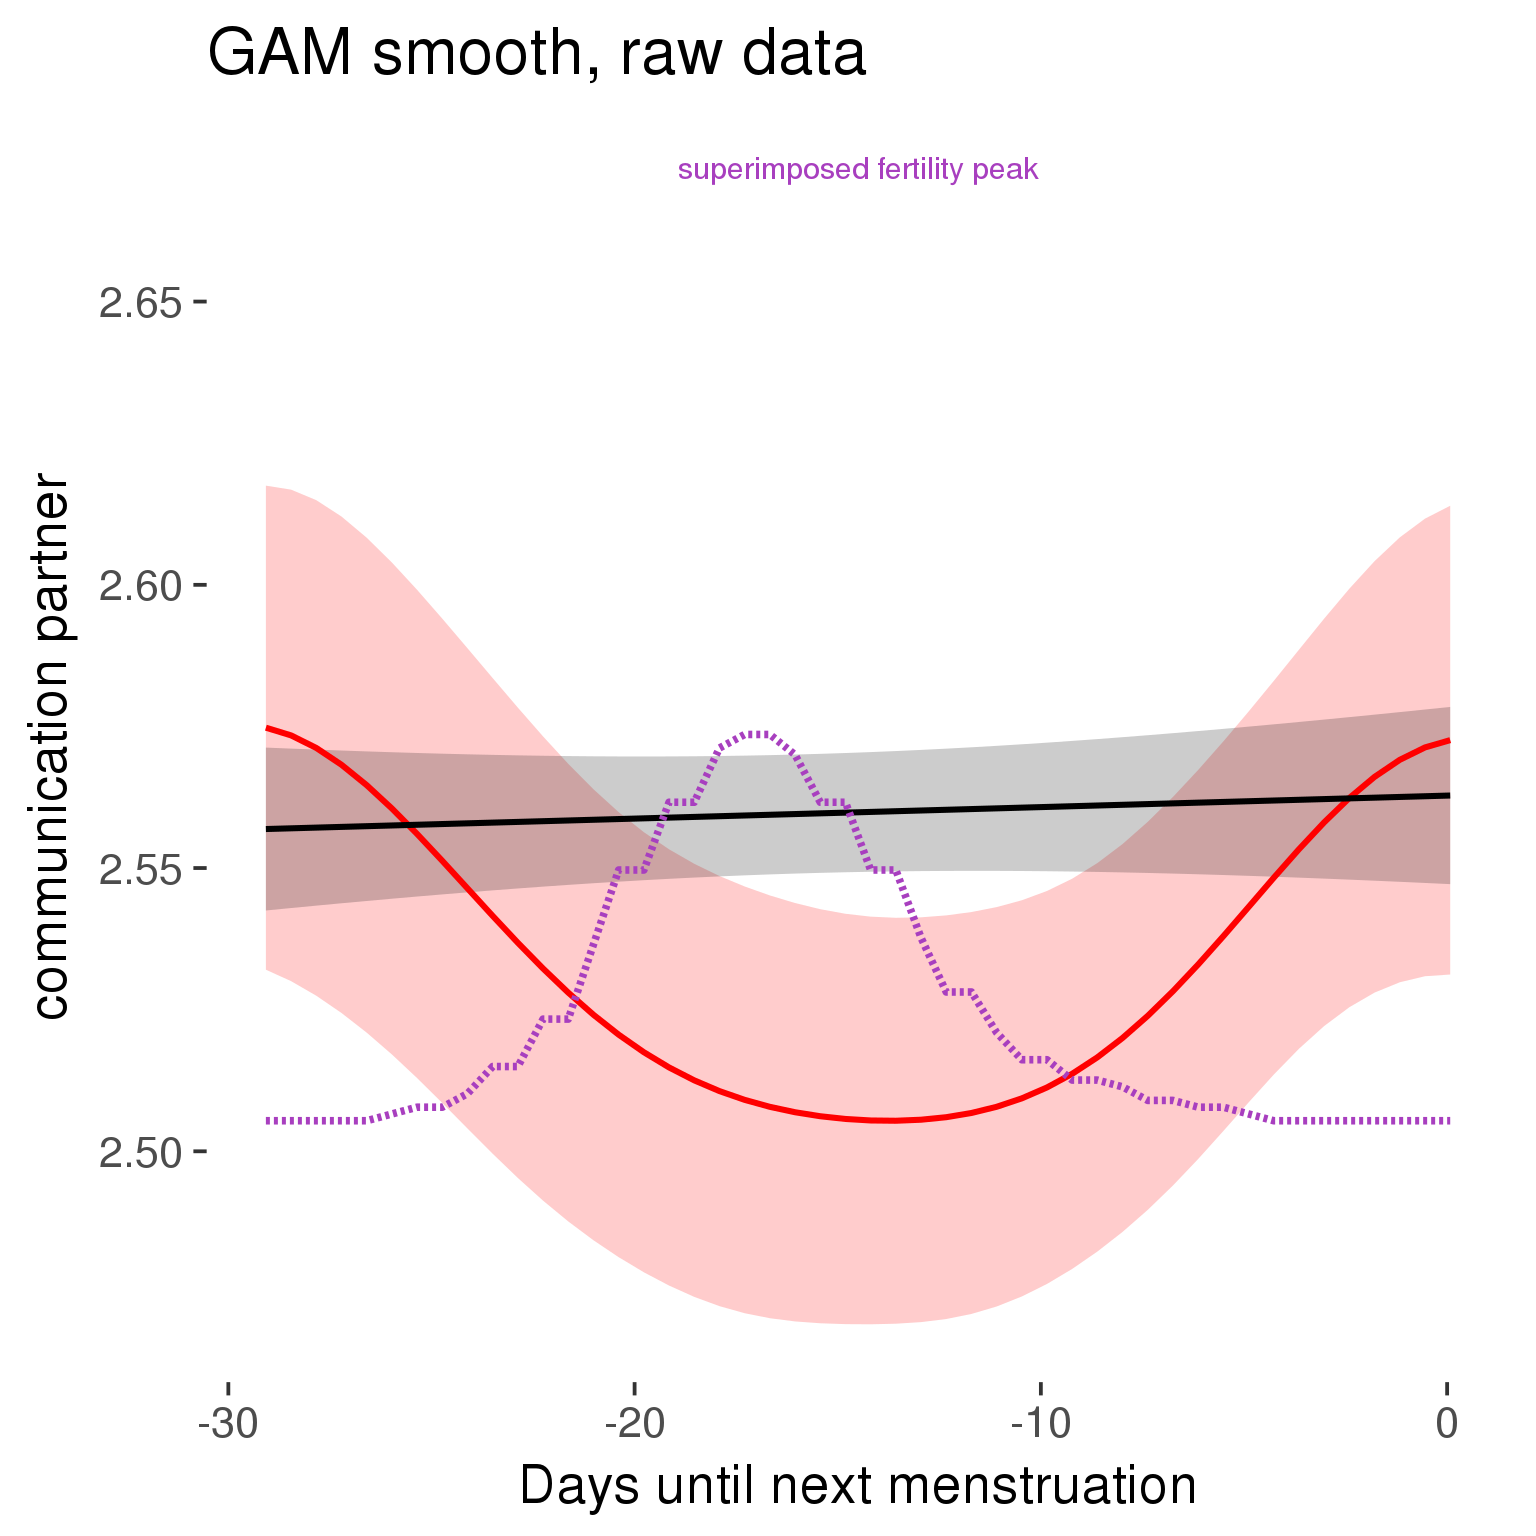 GAM smooth, raw data
superimposed fertility peak
communication partner
2.65
2.60
2.55
2.50
-30 -20 -10 0
Days until next menstruation